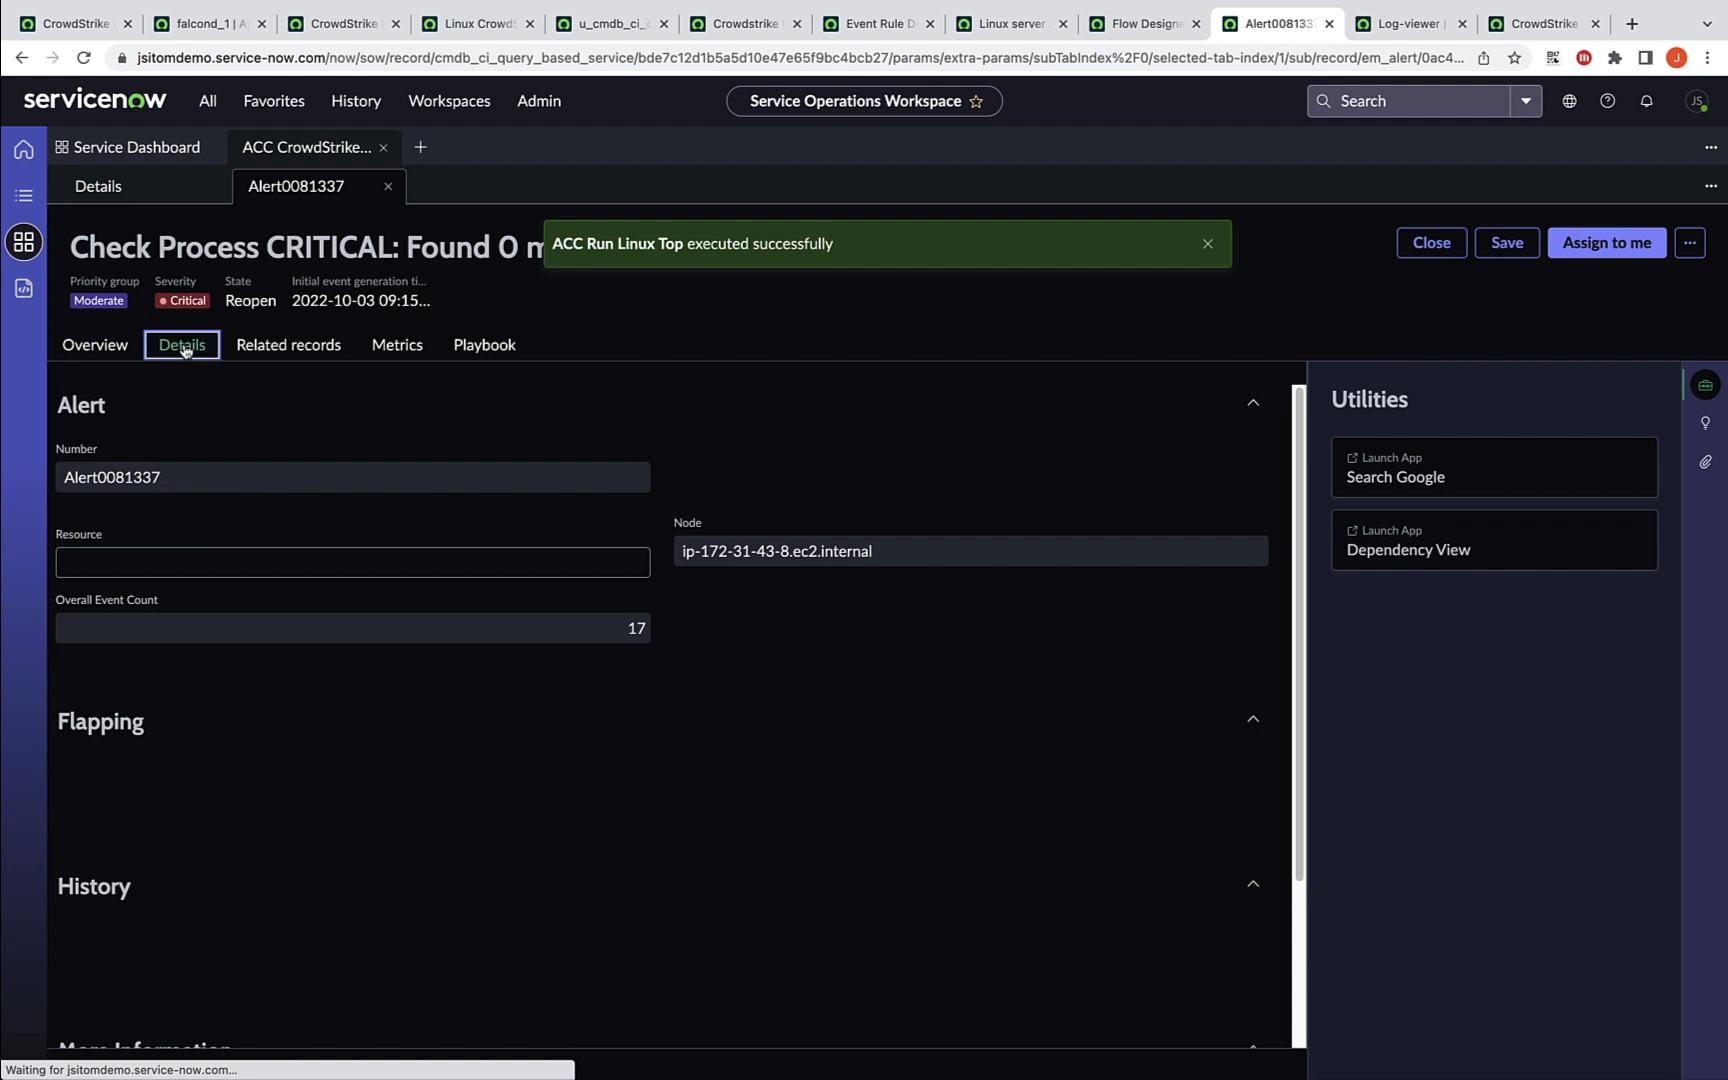 CrowdStrike
falcond_1 | A
CrowdStrike
Linux CrowdS
u_cmdb_ci_c
Crowdstrike
Event Rule D
Linux server
Flow Designe
Alert008133
Log-viewer |
CrowdStrike
jsitomdemo.service-now.com/now/sow/record/cmdb_ci_query_based_service/bde7c12d1b5a5d10e47e65f9bc4bcb27/params/extra-params/subTabIndex%2F0/selected-tab-index/1/sub/record/em_alert/0ac4...
J
servicenow
All
Favorites
History
Workspaces
Admin
Service Operations Workspace
Search
JS
Service Dashboard
ACC CrowdStrike...
Details
Alert0081337
Check Process CRITICAL: Found 0 m
ACC Run Linux Top executed successfully
Close
Save
Assign to me
Priority group
Severity
State
Initial event generation ti...
Moderate
Critical
Reopen
2022-10-03 09:15...
Overview
Details
Related records
Metrics
Playbook
Alert
Number
Alert0081337
Resource
Node
ip-172-31-43-8.ec2.internal
Overall Event Count
17
Flapping
History
More Information
Utilities
Launch App
Search Google
Launch App
Dependency View
Waiting for jsitomdemo.service-now.com...